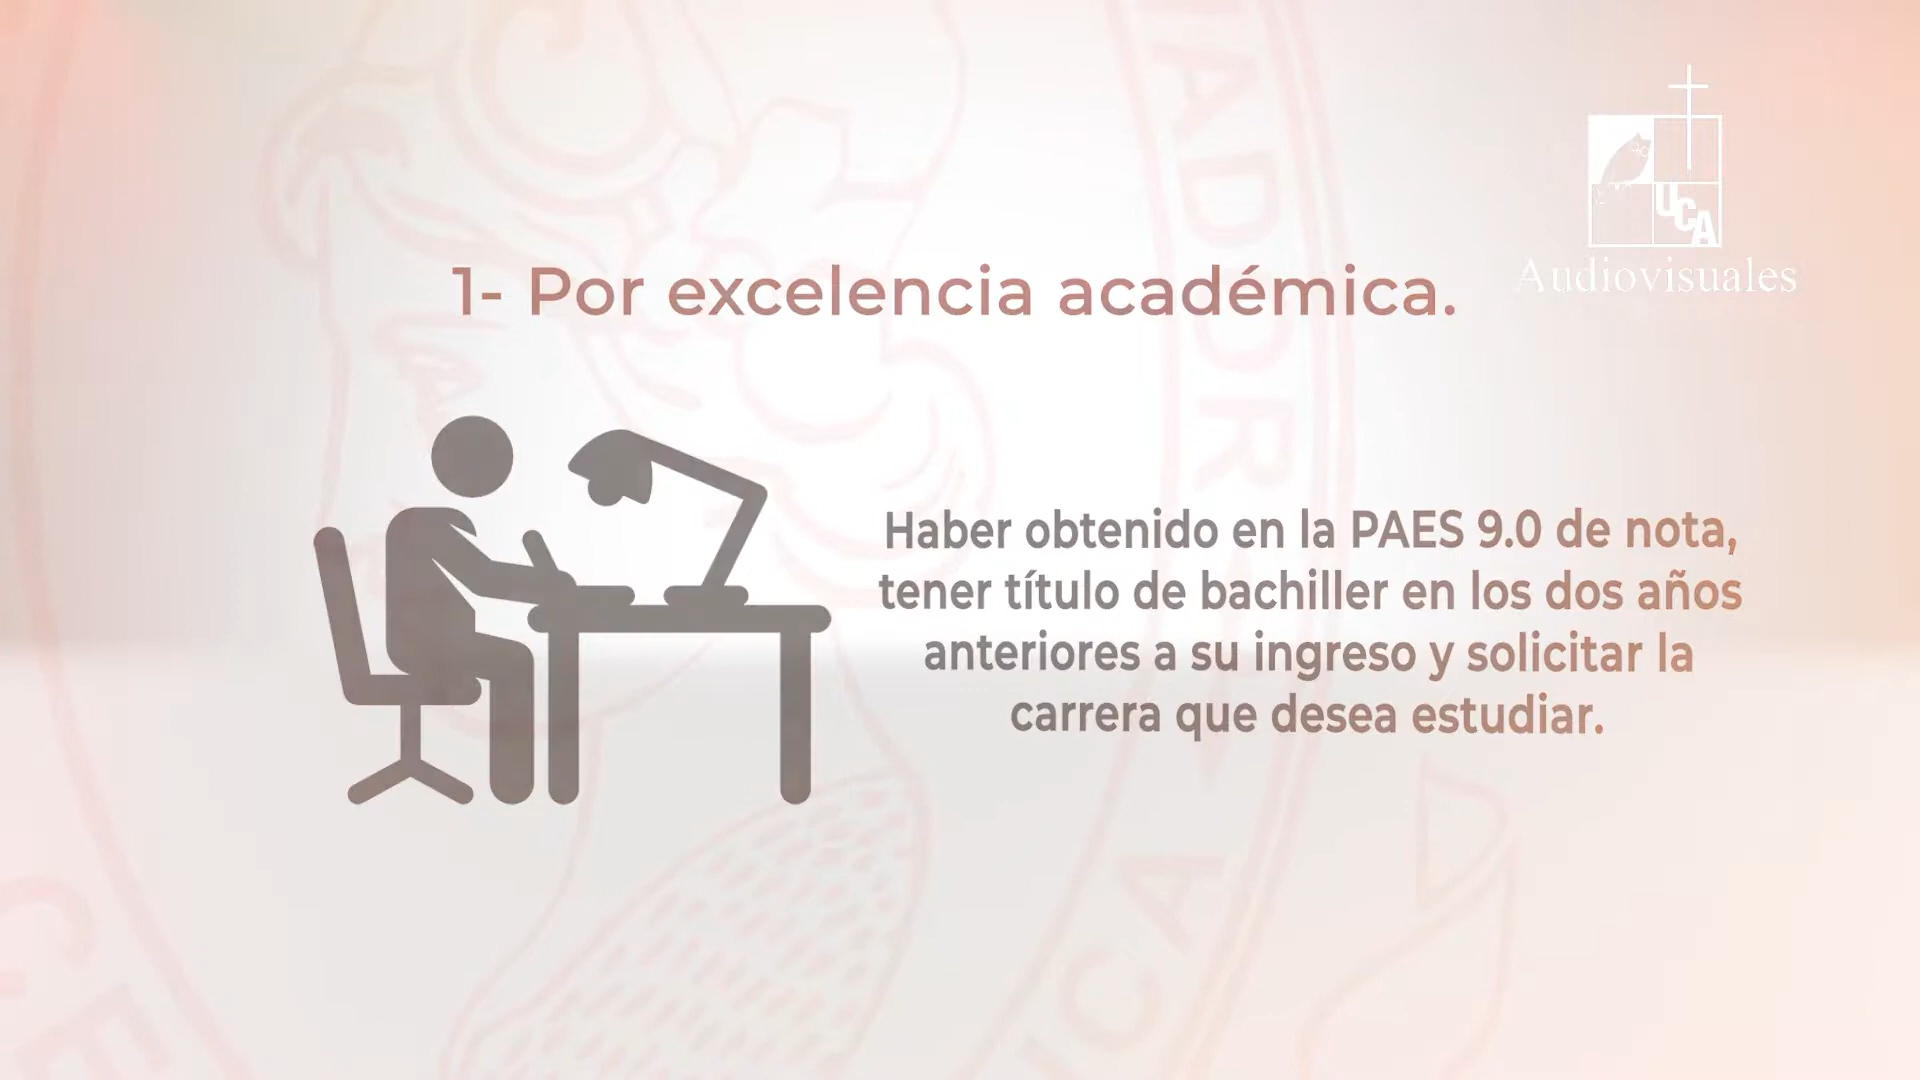 UCA
Audiovisuales
1- Por excelencia académica.
Haber obtenido en la PAES 9.0 de nota,
tener título de bachiller en los dos años
anteriores a su ingreso y solicitar la
carrera que desea estudiar.